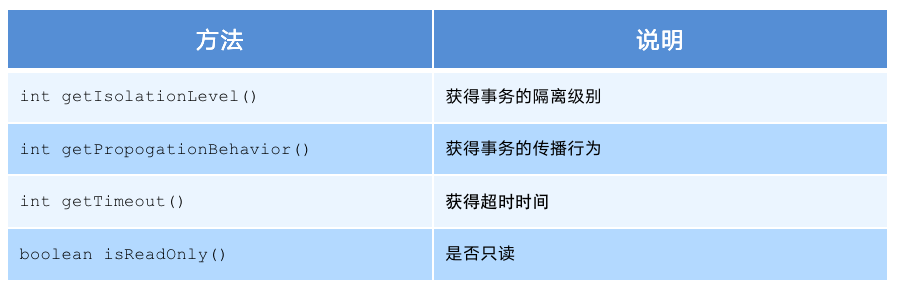 方法 说明
int getIsolationLevel() 获得事务的隔离级别
int getPropogationBehavior() 获得事务的传播行为
int getTimeout() 获得超时时间
boolean isReadOnly() 是否只读